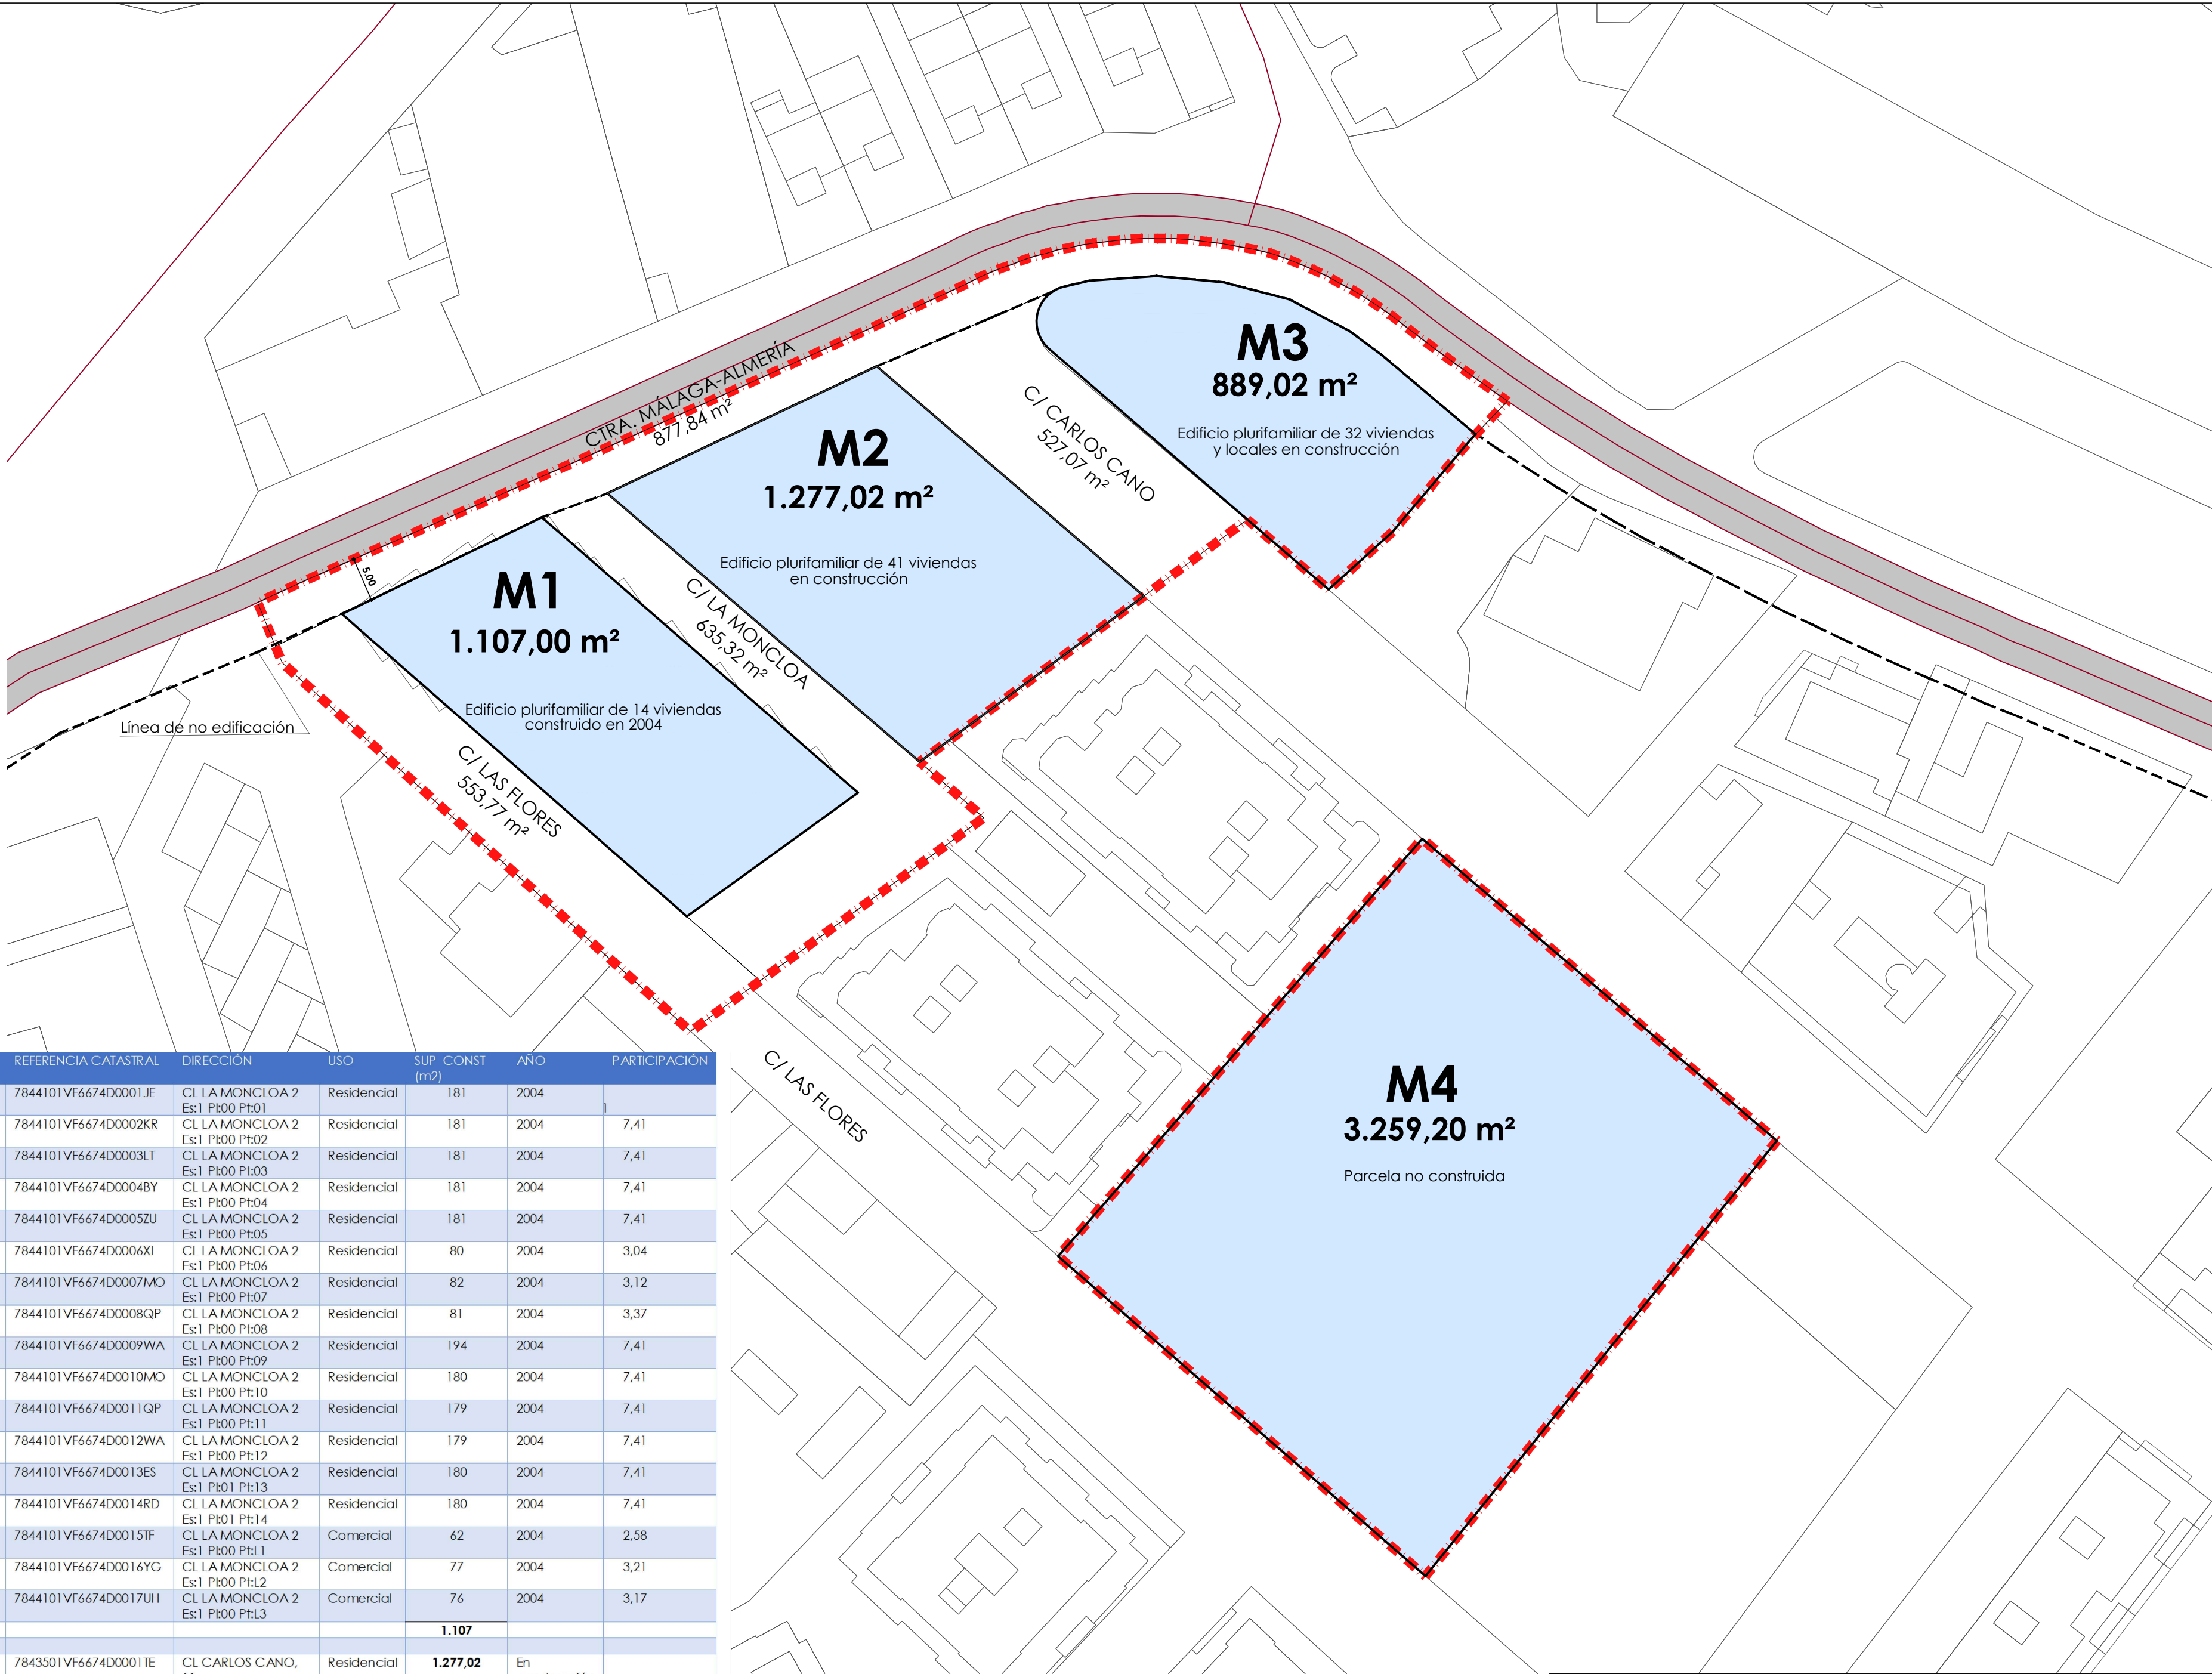 CTRA. MÁLAGA-ALMERÍA
877,84 m²
M3
889,02 m²
Edificio plurifamiliar de 32 viviendas
y locales en construcción
C/ CARLOS CANO
527,07 m²
M2
1.277,02 m²
Edificio plurifamiliar de 41 viviendas
en construcción
5.00
M1
1.107,00 m²
Edificio plurifamiliar de 14 viviendas
construido en 2004
C/ LA MONCLOA
635,32 m²
Línea de no edificación
C/ LAS FLORES
553,77 m²
C/ LAS FLORES
M4
3.259,20 m²
Parcela no construida
REFERENCIA CATASTRAL DIRECCIÓN USO SUP CONST AÑO PARTICIPACIÓN
(m2)
7844101VF6674D0001JE CL LA MONCLOA 2 Residencial 181 2004
Es:1 Pl:00 Pt:01
7844101VF6674D0002KR CL LA MONCLOA 2 Residencial 181 2004 7,41
Es:1 Pl:00 Pt:02
7844101VF6674D0003LT CL LA MONCLOA 2 Residencial 181 2004 7,41
Es:1 Pl:00 Pt:03
7844101VF6674D0004BY CL LA MONCLOA 2 Residencial 181 2004 7,41
Es:1 Pl:00 Pt:04
7844101VF6674D0005ZU CL LA MONCLOA 2 Residencial 181 2004 7,41
Es:1 Pl:00 Pt:05
7844101VF6674D0006XI CL LA MONCLOA 2 Residencial 80 2004 3,04
Es:1 Pl:00 Pt:06
7844101VF6674D0007MO CL LA MONCLOA 2 Residencial 82 2004 3,12
Es:1 Pl:00 Pt:07
7844101VF6674D0008QP CL LA MONCLOA 2 Residencial 81 2004 3,37
Es:1 Pl:00 Pt:08
7844101VF6674D0009WA CL LA MONCLOA 2 Residencial 194 2004 7,41
Es:1 Pl:00 Pt:09
7844101VF6674D0010MO CL LA MONCLOA 2 Residencial 180 2004 7,41
Es:1 Pl:00 Pt:10
7844101VF6674D0011QP CL LA MONCLOA 2 Residencial 179 2004 7,41
Es:1 Pl:00 Pt:11
7844101VF6674D0012WA CL LA MONCLOA 2 Residencial 179 2004 7,41
Es:1 Pl:00 Pt:12
7844101VF6674D0013ES CL LA MONCLOA 2 Residencial 180 2004 7,41
Es:1 Pl:01 Pt:13
7844101VF6674D0014RD CL LA MONCLOA 2 Residencial 180 2004 7,41
Es:1 Pl:01 Pt:14
7844101VF6674D0015TF CL LA MONCLOA 2 Comercial 62 2004 2,58
Es:1 Pl:00 Pt:L1
7844101VF6674D0016YG CL LA MONCLOA 2 Comercial 77 2004 3,21
Es:1 Pl:00 Pt:L2
7844101VF6674D0017UH CL LA MONCLOA 2 Comercial 76 2004 3,17
Es:1 Pl:00 Pt:L3
1.107
7843501VF6674D0001TE CL CARLOS CANO, Residencial 1.277,02 En